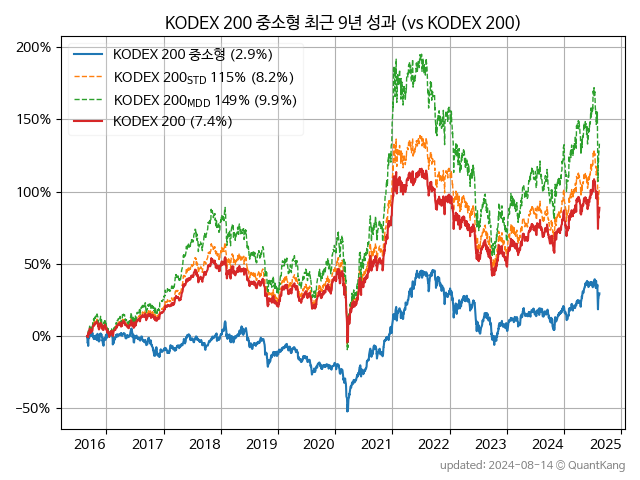 KODEX 200 중소형 최근 9년 성과 (vs KODEX 200)
200%
150%
100%
50%
0%
−50%
KODEX 200 중소형 (2.9%)
KODEX 200STD 115% (8.2%)
KODEX 200MDD 149% (9.9%)
KODEX 200 (7.4%)
2016 2017 2018 2019 2020 2021 2022 2023 2024 2025
updated: 2024-08-14 © QuantKang